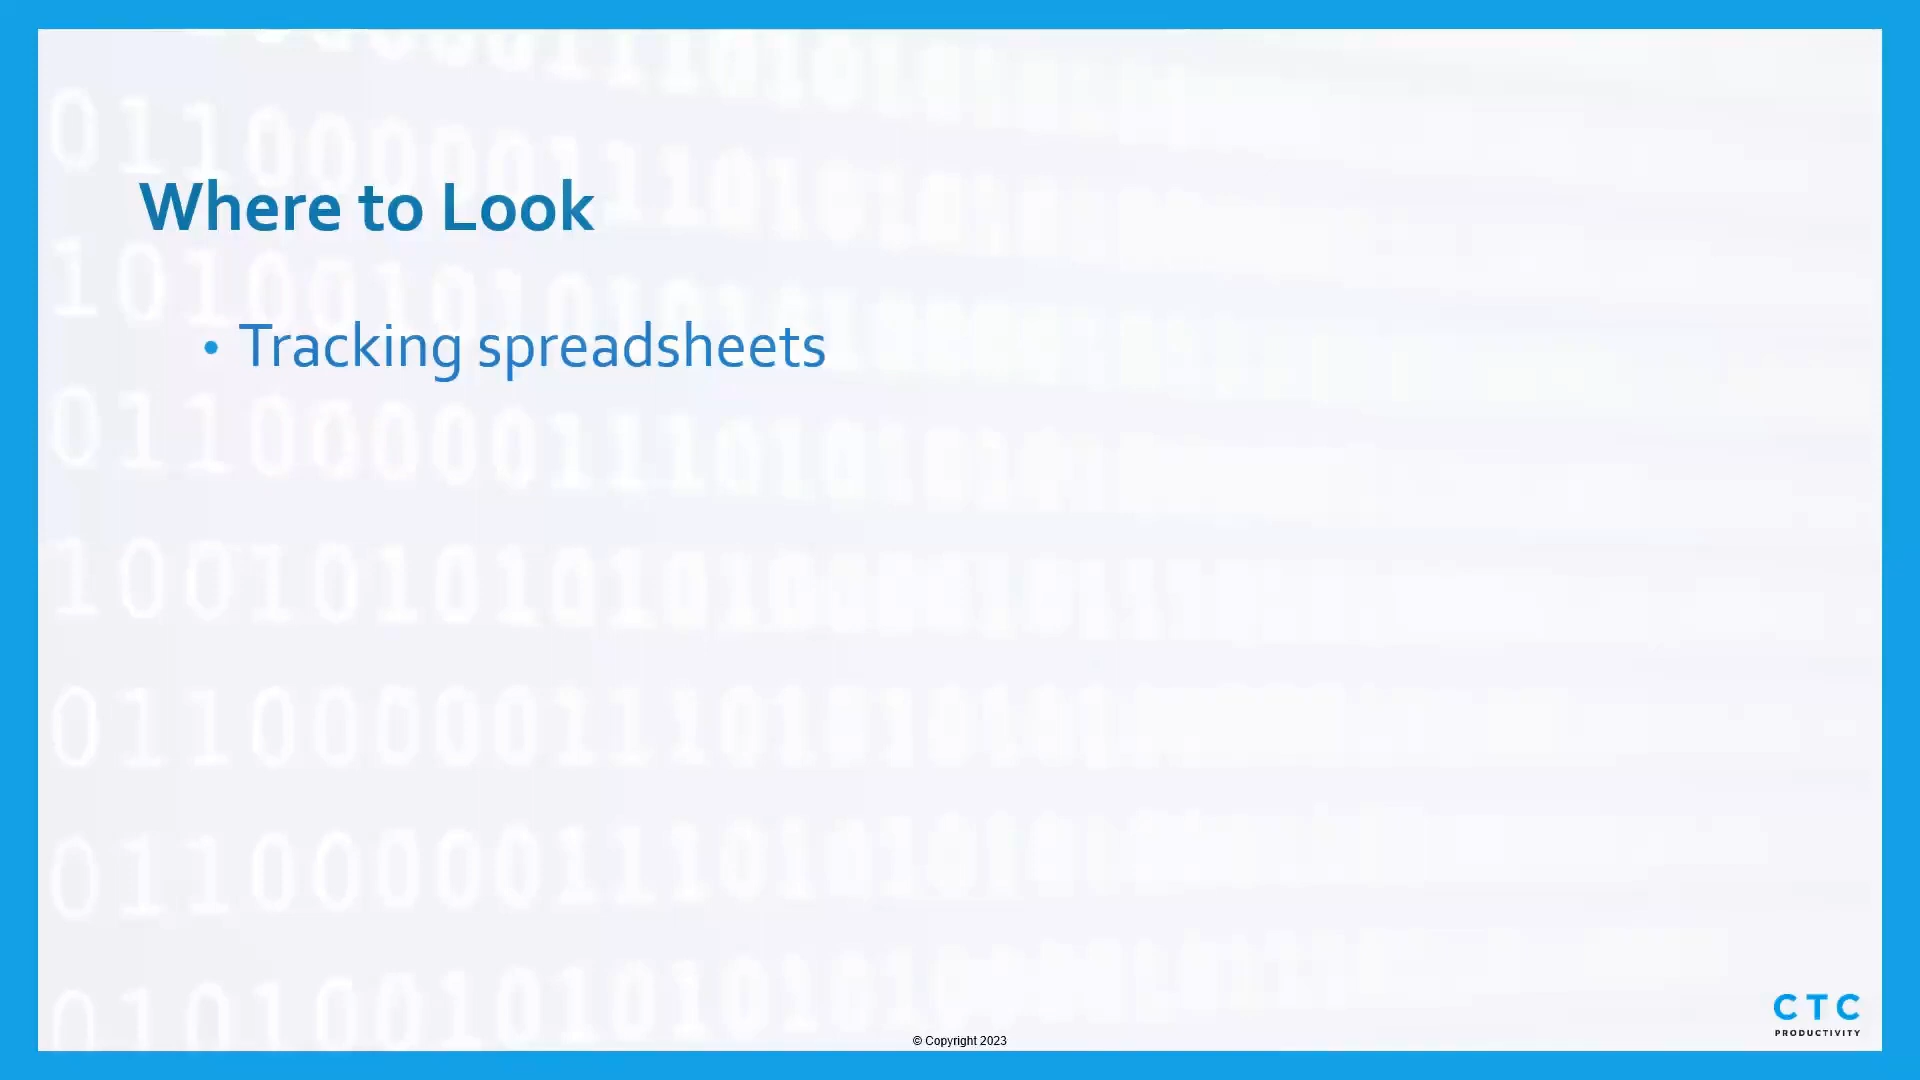 Where to Look
• Tracking spreadsheets
© Copyright 2023
CTC
PRODUCTIVITY